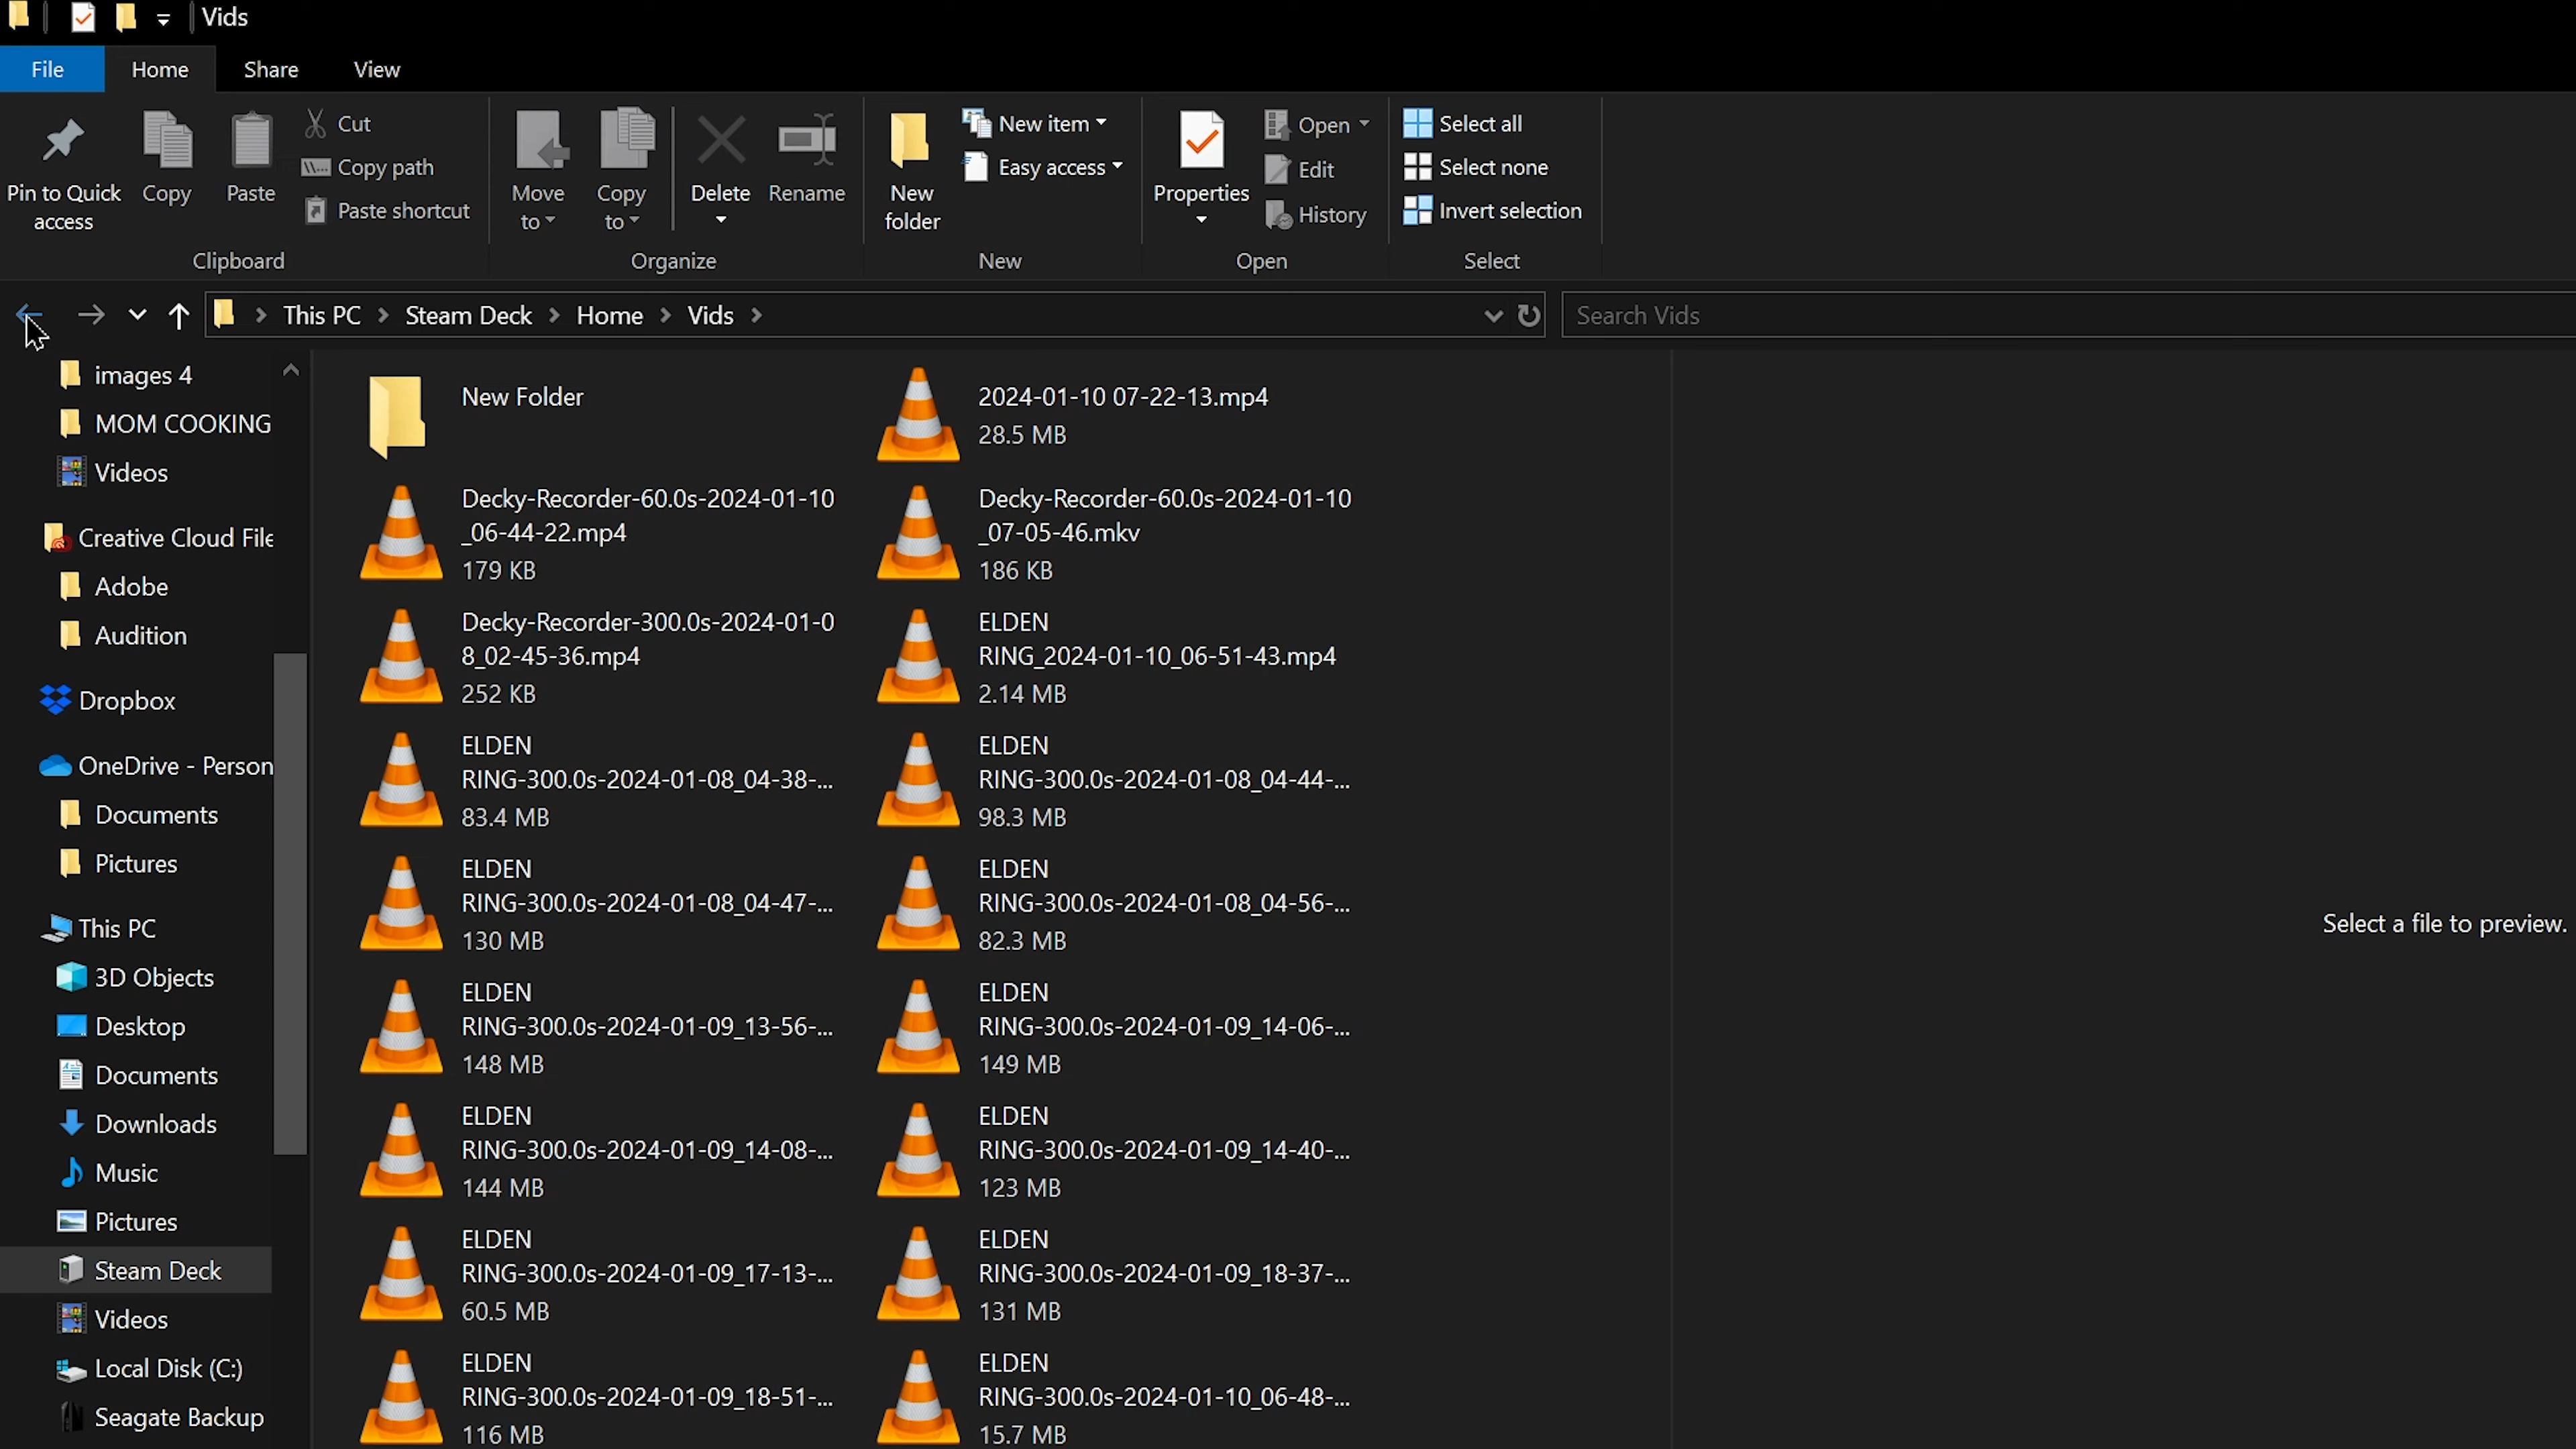 Vids
File Home Share View
Pin to Quick access
Copy
Paste
Cut
Copy path
Paste shortcut
Clipboard
Move to
Copy to
Delete
Rename
Organize
New folder
New item
Easy access
New
Properties
Open
Edit
History
Open
Select all
Select none
Invert selection
Select
This PC Steam Deck Home Vids
Search Vids
images 4
MOM COOKING
Videos
Creative Cloud File
Adobe
Audition
Dropbox
OneDrive - Person
Documents
Pictures
This PC
3D Objects
Desktop
Documents
Downloads
Music
Pictures
Steam Deck
Videos
Local Disk (C:)
Seagate Backup
New Folder
2024-01-10 07-22-13.mp4
28.5 MB
Decky-Recorder-60.0s-2024-01-10
_06-44-22.mp4
179 KB
Decky-Recorder-60.0s-2024-01-10
_07-05-46.mkv
186 KB
Decky-Recorder-300.0s-2024-01-0
8_02-45-36.mp4
252 KB
ELDEN
RING_2024-01-10_06-51-43.mp4
2.14 MB
ELDEN
RING-300.0s-2024-01-08_04-38-...
83.4 MB
ELDEN
RING-300.0s-2024-01-08_04-44-...
98.3 MB
ELDEN
RING-300.0s-2024-01-08_04-47-...
130 MB
ELDEN
RING-300.0s-2024-01-08_04-56-...
82.3 MB
ELDEN
RING-300.0s-2024-01-09_13-56-...
148 MB
ELDEN
RING-300.0s-2024-01-09_14-06-...
149 MB
ELDEN
RING-300.0s-2024-01-09_14-08-...
144 MB
ELDEN
RING-300.0s-2024-01-09_14-40-...
123 MB
ELDEN
RING-300.0s-2024-01-09_17-13-...
60.5 MB
ELDEN
RING-300.0s-2024-01-09_18-37-...
131 MB
ELDEN
RING-300.0s-2024-01-09_18-51-...
116 MB
ELDEN
RING-300.0s-2024-01-10_06-48-...
15.7 MB
Select a file to preview.